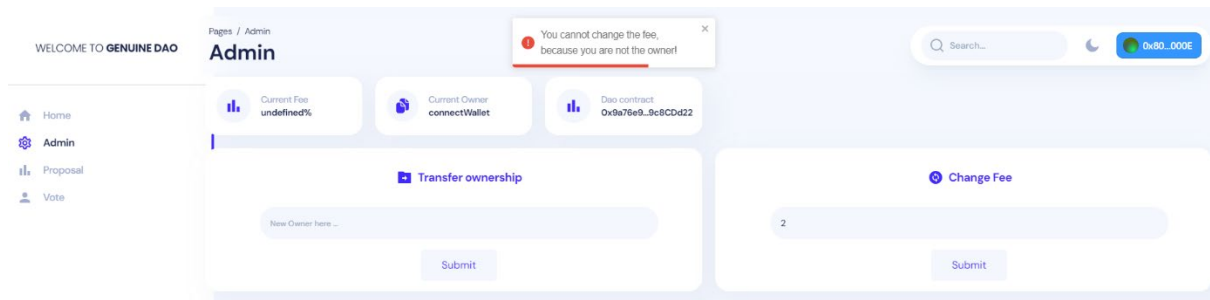 WELCOME TO GENUINE DAO
Home
Admin
Proposal
Vote
Pages / Admin
Admin
You cannot change the fee,
because you are not the owner!
Search...
0x80...000E
Current Fee
undefined%
Currant Owner
connectWallet
Dao contract
0x9a76e9...9c8CDd22
Transfer ownership
New Owner here ...
Submit
Change Fee
2
Submit